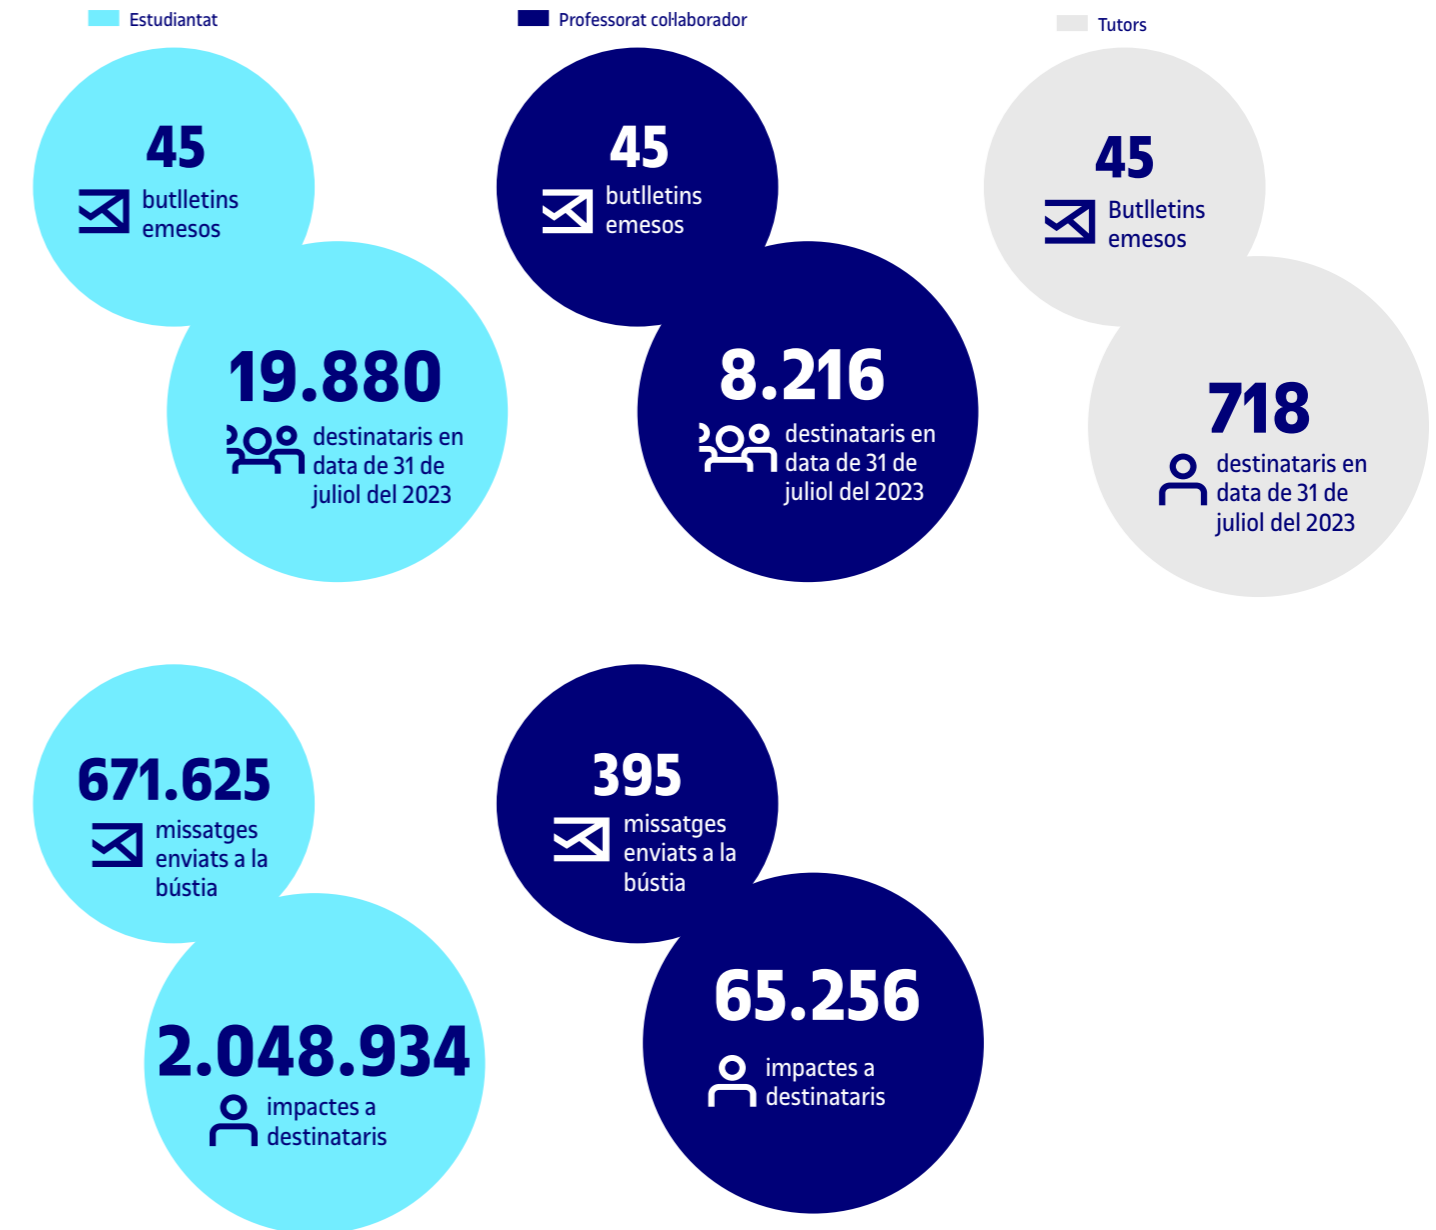 Estudiantat
45
butlletins
emesos
19.880
destinataris en
data de 31 de
juliol del 2023
Professorat col·laborador
45
butlletins
emesos
8.216
destinataris en
data de 31 de
juliol del 2023
Tutors
45
Butlletins
emesos
718
destinataris en
data de 31 de
juliol del 2023
671.625
missatges
enviats a la
bústia
2.048.934
impactes a
destinataris
395
missatges
enviats a la
bústia
65.256
impactes a
destinataris